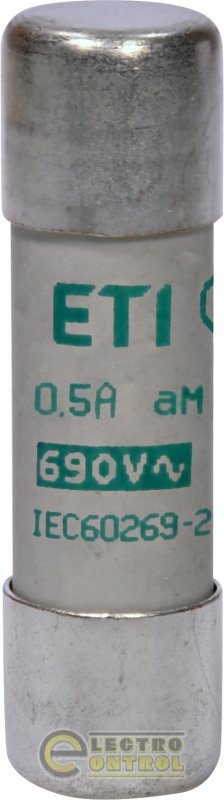 ETI
0.5A aM
690V~
IEC60269-2
ELECTRO
CONTROL